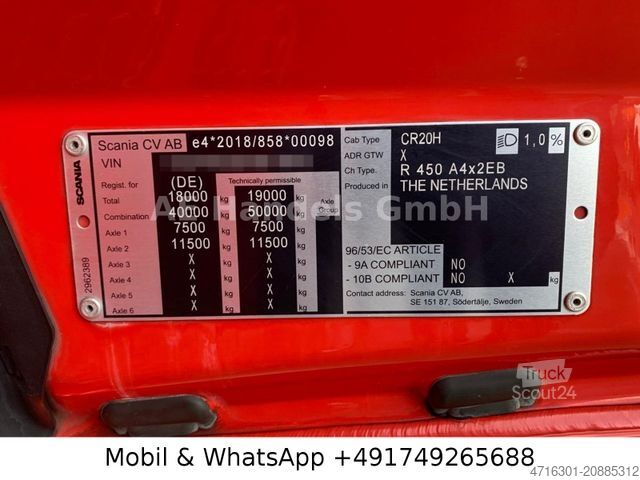 SCANIA
2962389
Scania CV AB e4*2018/858*00098
VIN
Regist. for (DE) Technically permissible
Total 18000 kg 19000 kg
Combination 40000 kg 50000 kg Axle Group
Axle 1 7500 kg 7500 kg
Axle 2 11500 kg 11500 kg
Axle 3 X kg X kg
Axle 4 X kg X kg
Axle 5 X kg X kg
Axle 6 X kg X kg
Cab Type CR20H 1,0%
ADR GTW X
Ch.Type. R 450 A4x2EB
Produced in THE NETHERLANDS
96/53/EC ARTICLE
- 9A COMPLIANT NO
- 10B COMPLIANT NO X kg
Contact address: Scania CV AB,
SE 151 87, Södertälje, Sweden
Handels GmbH
Truck
Scout24
Mobil & WhatsApp +491749265688
4716301-20885312